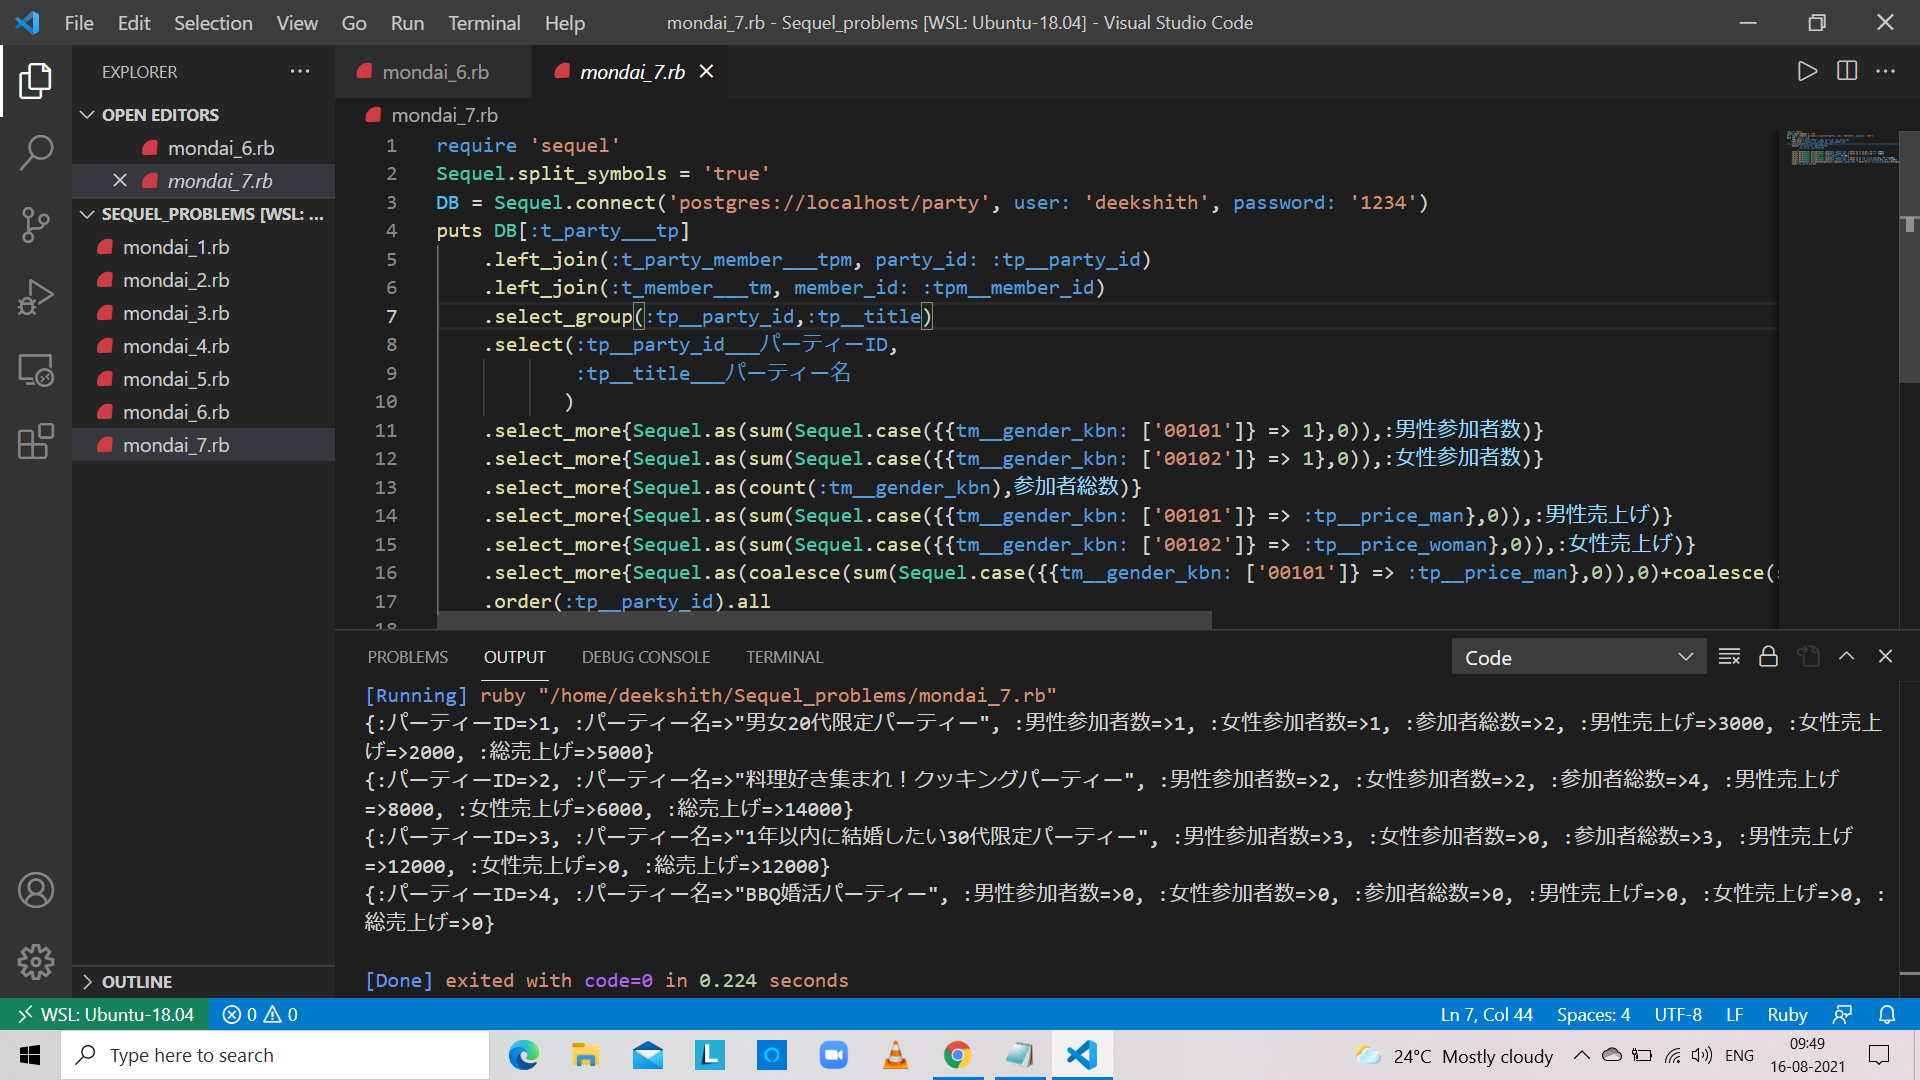 File Edit Selection View Go Run Terminal Help
mondai_7.rb - Sequel_problems [WSL: Ubuntu-18.04] - Visual Studio Code
EXPLORER
OPEN EDITORS
mondai_6.rb
mondai_7.rb
SEQUEL_PROBLEMS [WSL: ...
mondai_1.rb
mondai_2.rb
mondai_3.rb
mondai_4.rb
mondai_5.rb
mondai_6.rb
mondai_7.rb
OUTLINE
mondai_6.rb mondai_7.rb
mondai_7.rb
1 require 'sequel'
2 Sequel.split_symbols = 'true'
3 DB = Sequel.connect('postgres://localhost/party', user: 'deekshith', password: '1234')
4 puts DB[:t_party___tp]
5 .left_join(:t_party_member___tpm, party_id: :tp__party_id)
6 .left_join(:t_member___tm, member_id: :tpm__member_id)
7 .select_group(:tp__party_id,:tp__title)
8 .select(:tp__party_id___パーティーID,
9 :tp__title___パーティー名
10 )
11 .select_more{Sequel.as(sum(Sequel.case({{tm__gender_kbn: ['00101']} => 1},0)),:男性参加者数)}
12 .select_more{Sequel.as(sum(Sequel.case({{tm__gender_kbn: ['00102']} => 1},0)),:女性参加者数)}
13 .select_more{Sequel.as(count(:tm__gender_kbn),参加者総数)}
14 .select_more{Sequel.as(sum(Sequel.case({{tm__gender_kbn: ['00101']} => :tp__price_man},0)),:男性売上げ)}
15 .select_more{Sequel.as(sum(Sequel.case({{tm__gender_kbn: ['00102']} => :tp__price_woman},0)),:女性売上げ)}
16 .select_more{Sequel.as(coalesce(sum(Sequel.case({{tm__gender_kbn: ['00101']} => :tp__price_man},0)),0)+coalesce(
17 .order(:tp__party_id).all
18
PROBLEMS OUTPUT DEBUG CONSOLE TERMINAL
Code
[Running] ruby "/home/deekshith/Sequel_problems/mondai_7.rb"
{:パーティーID=>1, :パーティー名=>"男女20代限定パーティー", :男性参加者数=>1, :女性参加者数=>1, :参加者総数=>2, :男性売上げ=>3000, :女性売上
げ=>2000, :総売上げ=>5000}
{:パーティーID=>2, :パーティー名=>"料理好き集まれ！クッキングパーティー", :男性参加者数=>2, :女性参加者数=>2, :参加者総数=>4, :男性売上げ
=>8000, :女性売上げ=>6000, :総売上げ=>14000}
{:パーティーID=>3, :パーティー名=>"1年以内に結婚したい30代限定パーティー", :男性参加者数=>3, :女性参加者数=>0, :参加者総数=>3, :男性売上げ
=>12000, :女性売上げ=>0, :総売上げ=>12000}
{:パーティーID=>4, :パーティー名=>"BBQ婚活パーティー", :男性参加者数=>0, :女性参加者数=>0, :参加者総数=>0, :男性売上げ=>0, :女性売上げ=>0, :
総売上げ=>0}
[Done] exited with code=0 in 0.224 seconds
WSL: Ubuntu-18.04 0 0
Ln 7, Col 44 Spaces: 4 UTF-8 LF Ruby
Type here to search
24°C Mostly cloudy
ENG
09:49
16-08-2021